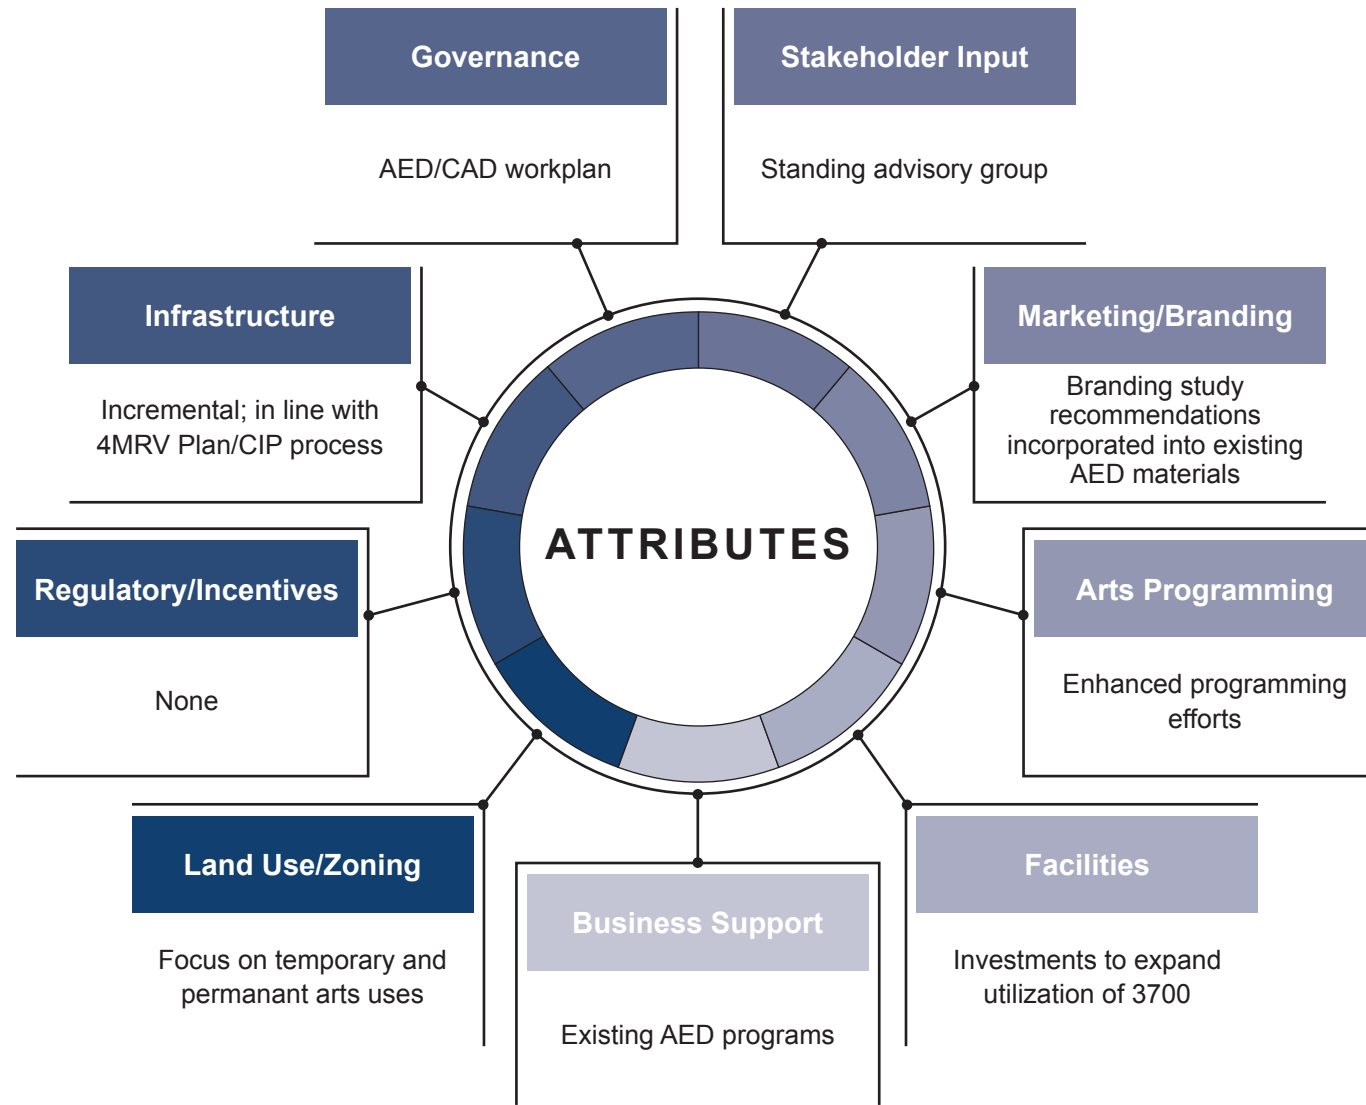 Governance
AED/CAD workplan
Stakeholder Input
Standing advisory group
Infrastructure
Incremental; in line with
4MRV Plan/CIP process
Marketing/Branding
Branding study
recommendations
incorporated into existing
AED materials
ATTRIBUTES
Regulatory/Incentives
None
Arts Programming
Enhanced programming
efforts
Land Use/Zoning
Focus on temporary and
permanant arts uses
Business Support
Existing AED programs
Facilities
Investments to expand
utilization of 3700